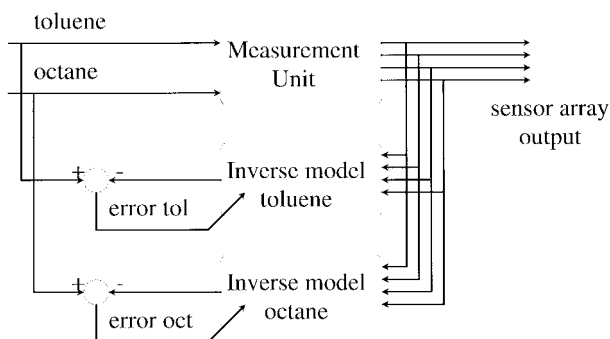 toluene
octane
Measurement
Unit
sensor array
output
+ -
Inverse model
toluene
error tol
+ -
Inverse model
octane
error oct